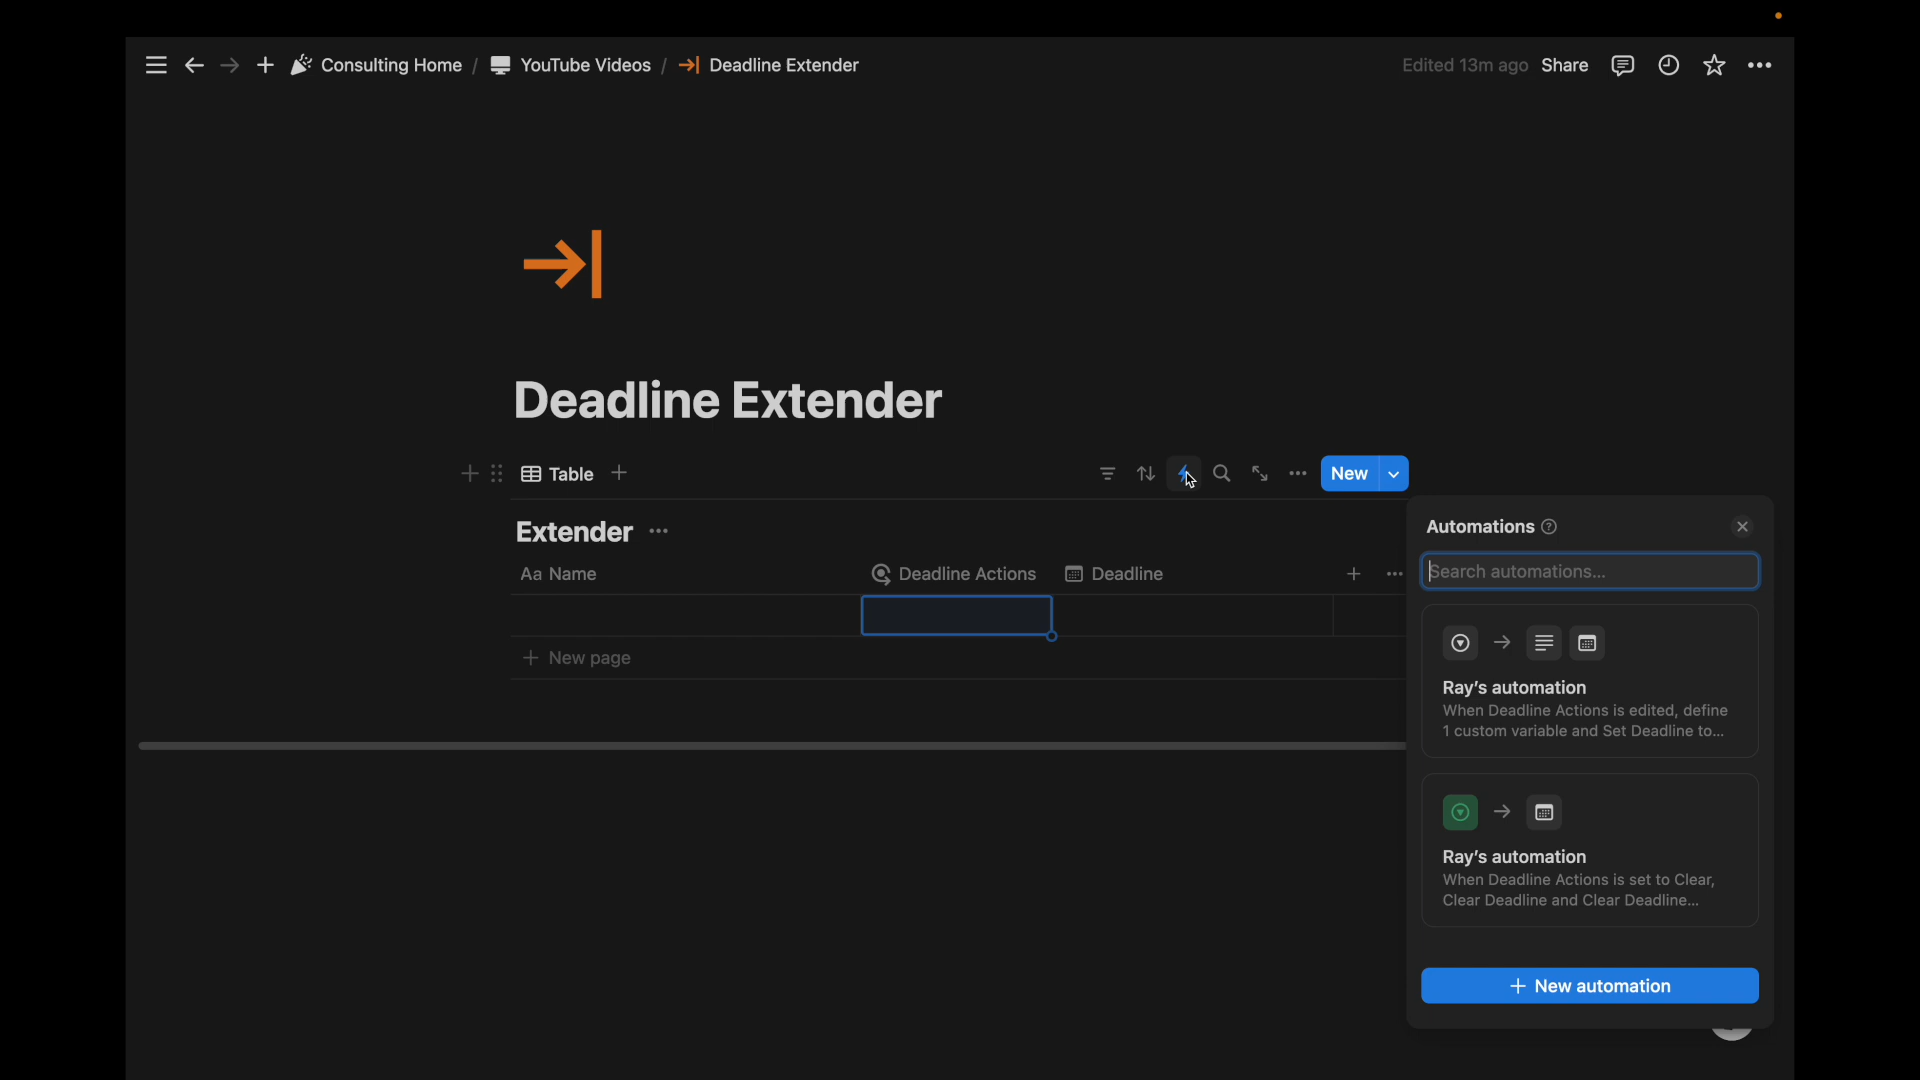 Consulting Home / YouTube Videos / Deadline Extender
Edited 13m ago Share
Deadline Extender
Table
New
Extender
Aa Name Deadline Actions Deadline
New page
Automations
Search automations...
Ray's automation
When Deadline Actions is edited, define
1 custom variable and Set Deadline to...
Ray's automation
When Deadline Actions is set to Clear,
Clear Deadline and Clear Deadline...
New automation